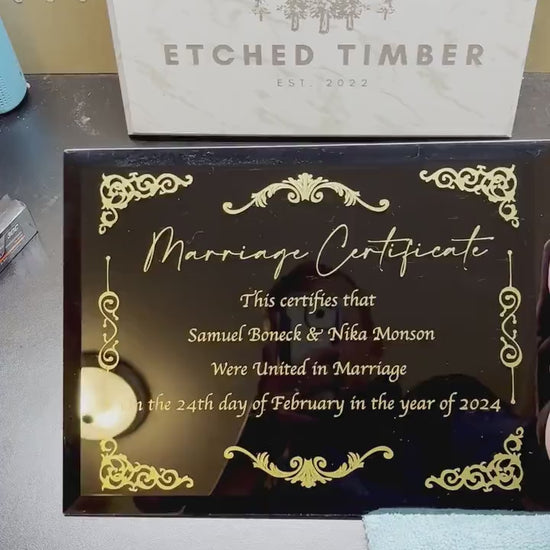 ETCHED TIMBER
EST. 2022
Marriage Certificate
This certifies that
Samuel Boneck & Nika Monson
Were United in Marriage
On the 24th day of February in the year of 2024